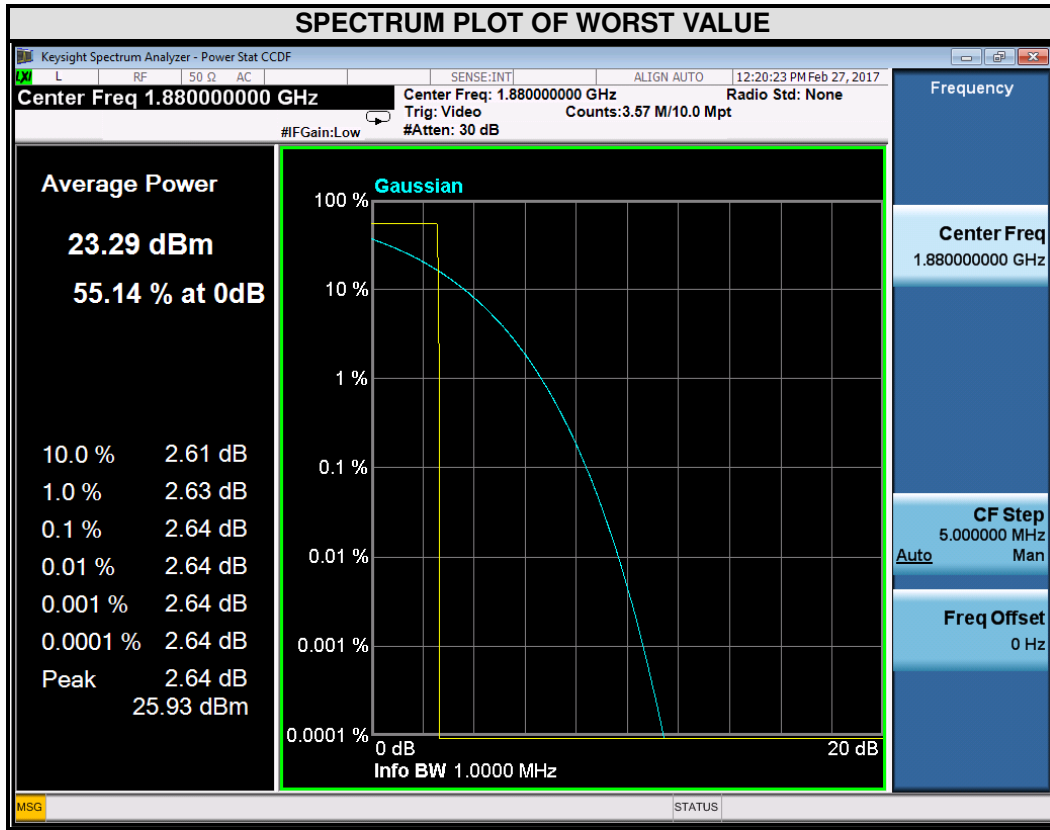 SPECTRUM PLOT OF WORST VALUE
Keysight Spectrum Analyzer - Power Stat CCDF
LXI L RF 50 Ω AC SENSE:INT ALIGN AUTO 12:20:23 PM Feb 27, 2017
Center Freq 1.880000000 GHz
Center Freq: 1.880000000 GHz Radio Std: None
Trig: Video Counts:3.57 M/10.0 Mpt
#IFGain:Low #Atten: 30 dB
Frequency
Average Power
23.29 dBm
55.14 % at 0dB
10.0 % 2.61 dB
1.0 % 2.63 dB
0.1 % 2.64 dB
0.01 % 2.64 dB
0.001 % 2.64 dB
0.0001 % 2.64 dB
Peak 2.64 dB
25.93 dBm
Gaussian
100 %
10 %
1 %
0.1 %
0.01 %
0.001 %
0.0001 %
0 dB 20 dB
Info BW 1.0000 MHz
Center Freq
1.880000000 GHz
CF Step
5.000000 MHz
Auto Man
Freq Offset
0 Hz
MSG STATUS